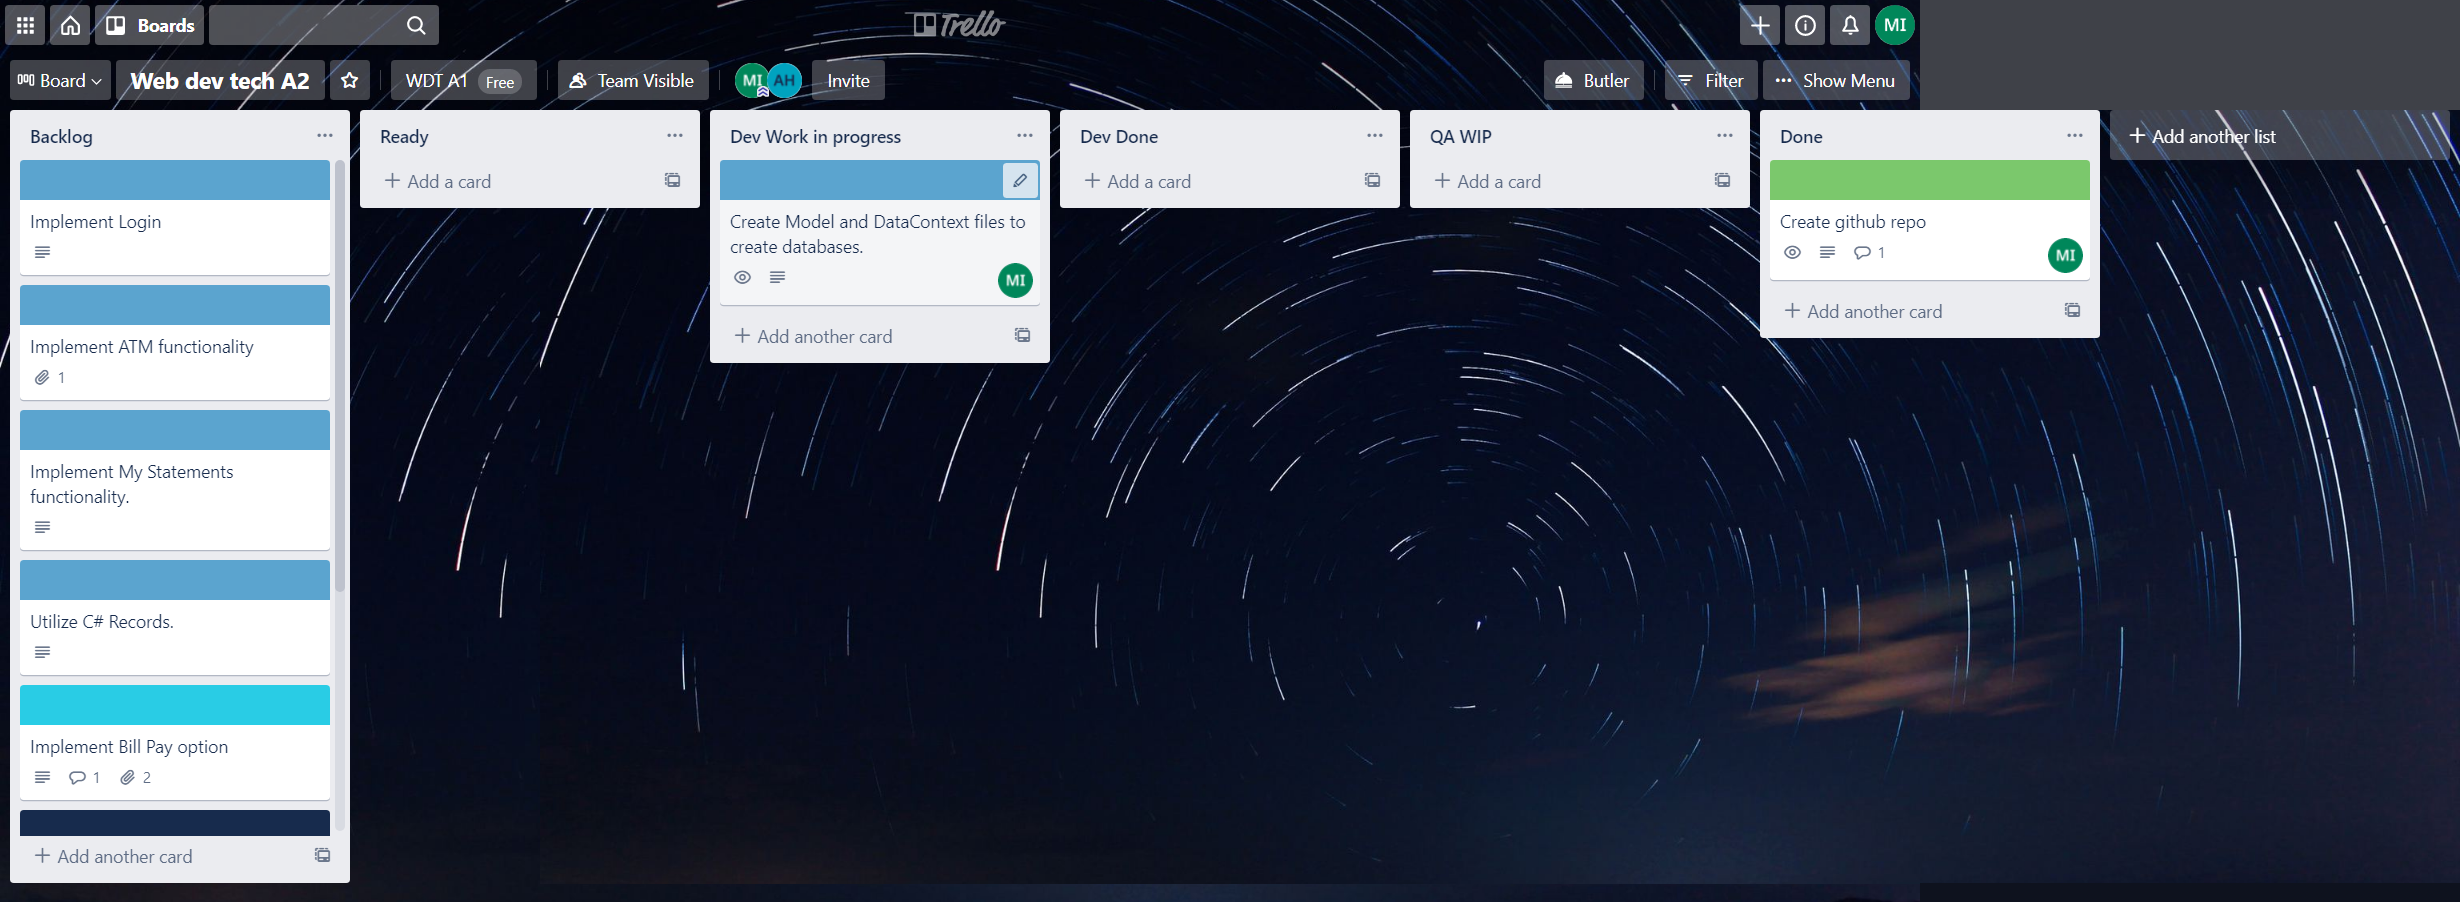 Boards
Trello
MI
Board
Web dev tech A2
WDT A1 Free
Team Visible
MI AH
Invite
Butler
Filter
Show Menu
Backlog
Implement Login
Implement ATM functionality
1
Implement My Statements
functionality.
Utilize C# Records.
Implement Bill Pay option
1 2
Add another card
Ready
Add a card
Dev Work in progress
Create Model and DataContext files to
create databases.
MI
Add another card
Dev Done
Add a card
QA WIP
Add a card
Done
Create github repo
1
MI
Add another card
Add another list